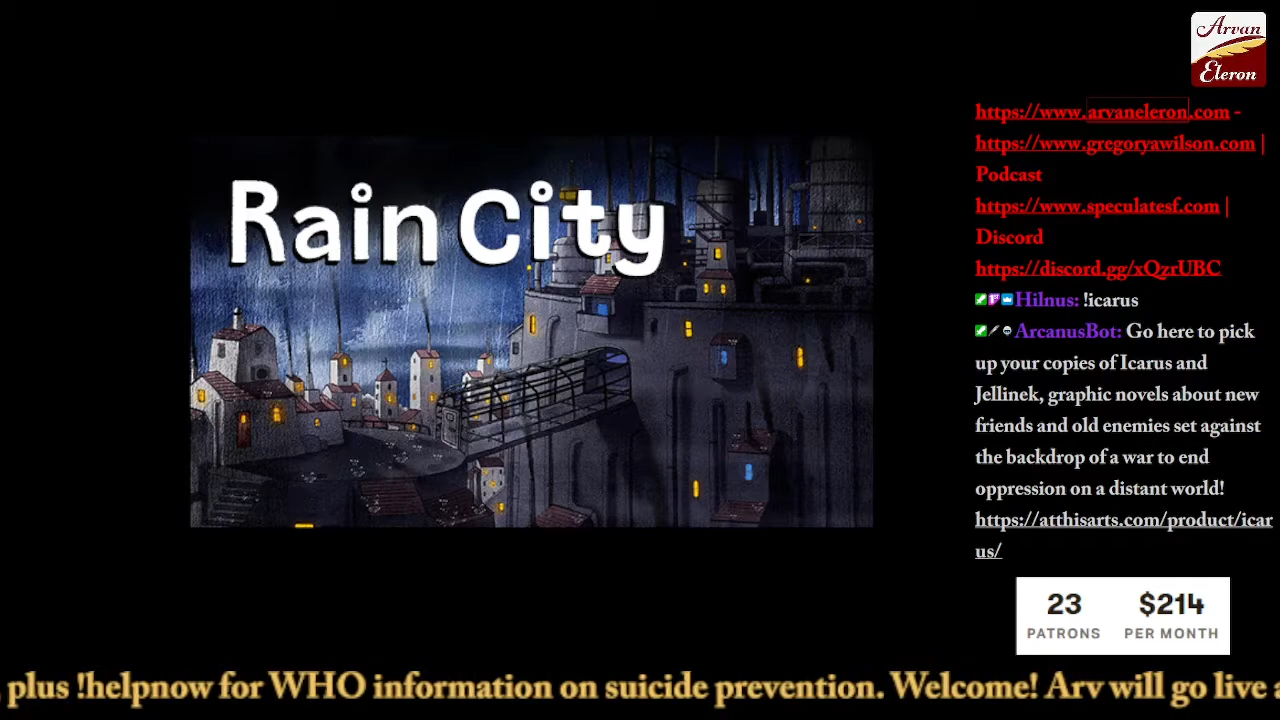 Arvan
Eleron
https://www.arvaneleron.com -
https://www.gregoryawilson.com |
Podcast
https://www.speculatesf.com |
Discord
https://discord.gg/xQzrUBC
Hilnus: !icarus
ArcanusBot: Go here to pick
up your copies of Icarus and
Jellinek, graphic novels about new
friends and old enemies set against
the backdrop of a war to end
oppression on a distant world!
https://atthisarts.com/product/icar
us/
Rain City
23
$214
PATRONS
PER MONTH
plus !helpnow for WHO information on suicide prevention. Welcome! Arv will go live